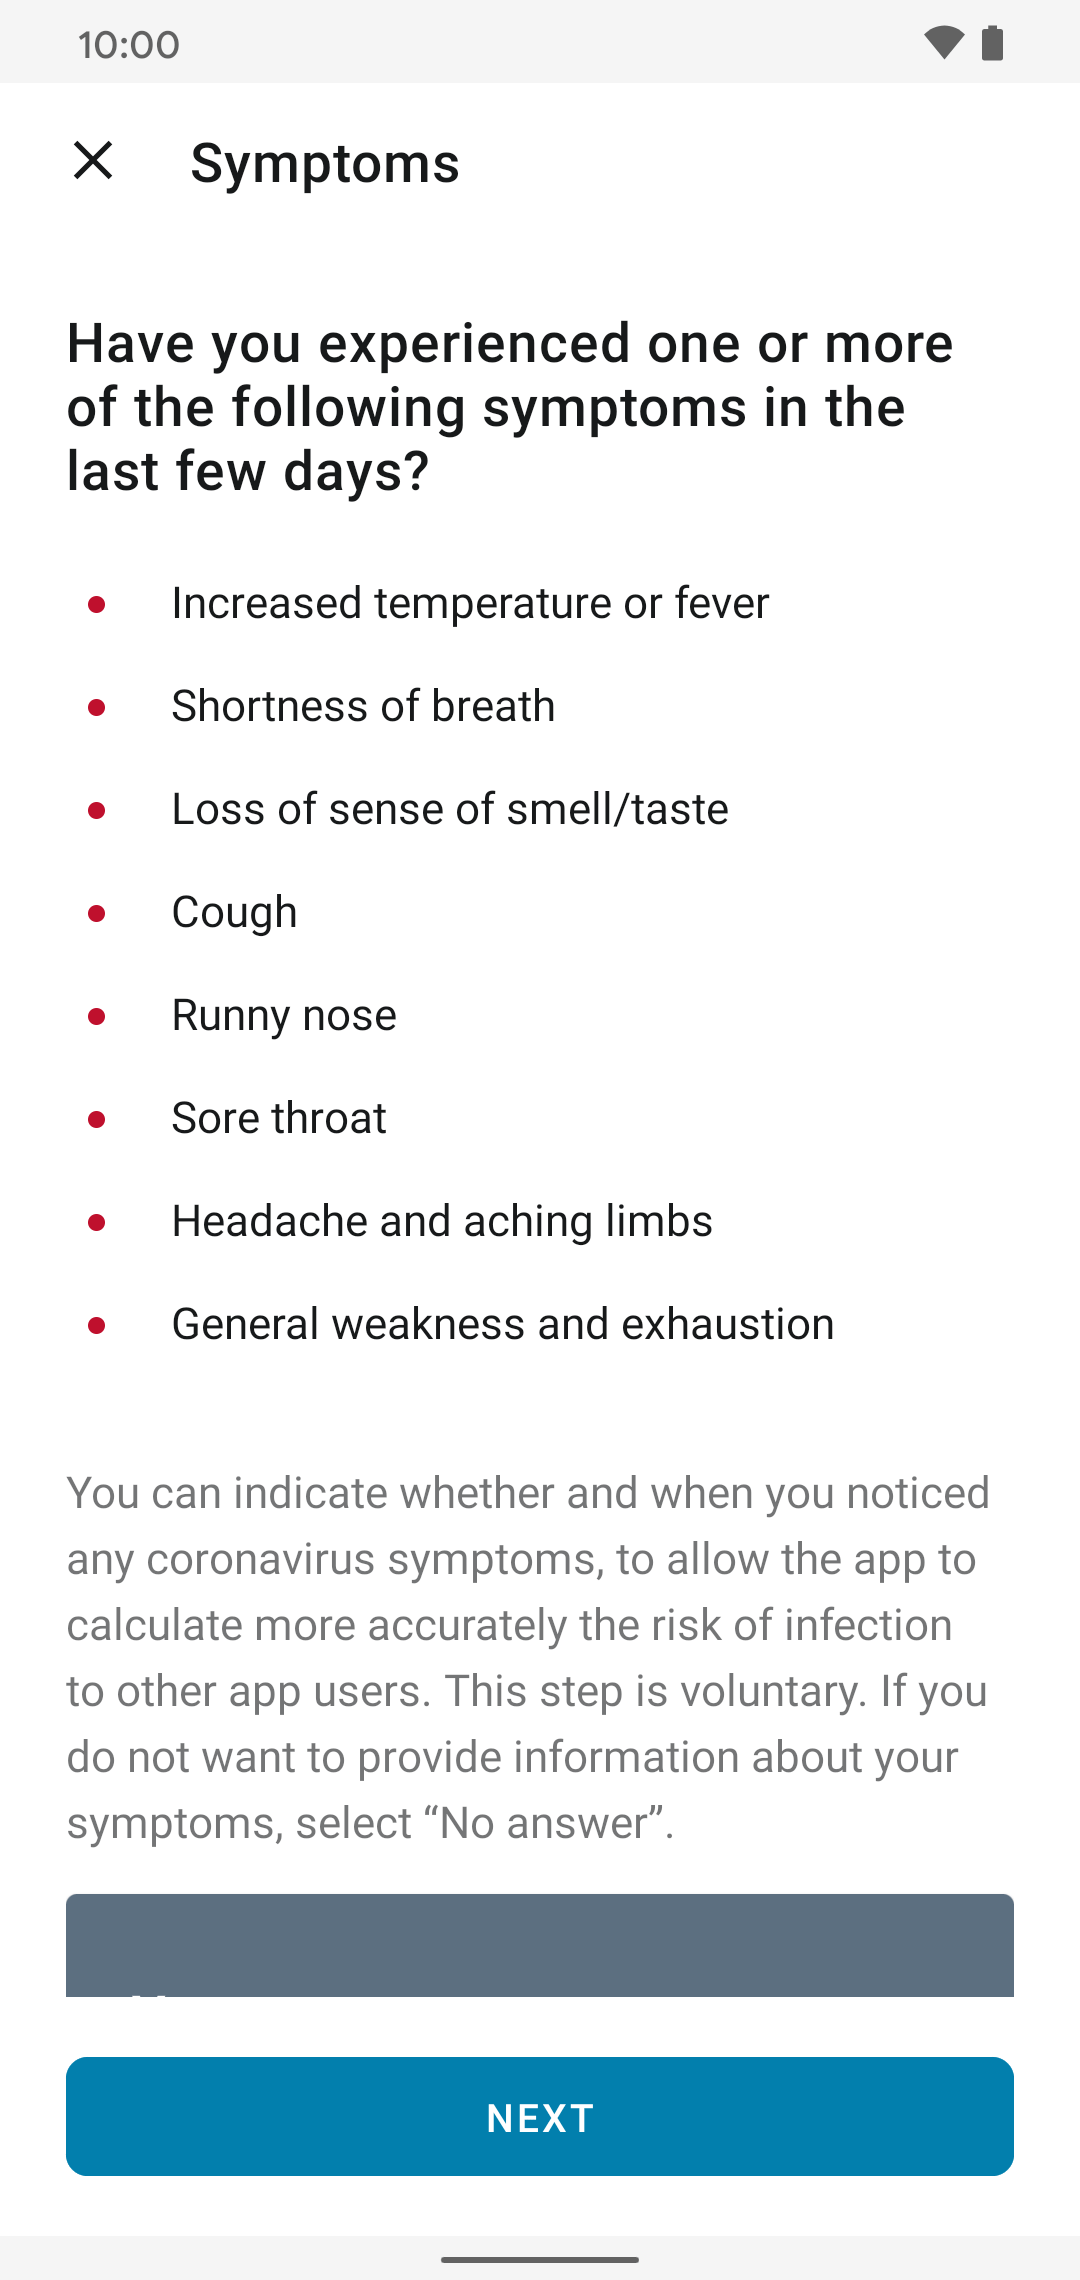 10:00
Symptoms
Have you experienced one or more
of the following symptoms in the
last few days?
Increased temperature or fever
Shortness of breath
Loss of sense of smell/taste
Cough
Runny nose
Sore throat
Headache and aching limbs
General weakness and exhaustion
You can indicate whether and when you noticed
any coronavirus symptoms, to allow the app to
calculate more accurately the risk of infection
to other app users. This step is voluntary. If you
do not want to provide information about your
symptoms, select “No answer”.
NEXT